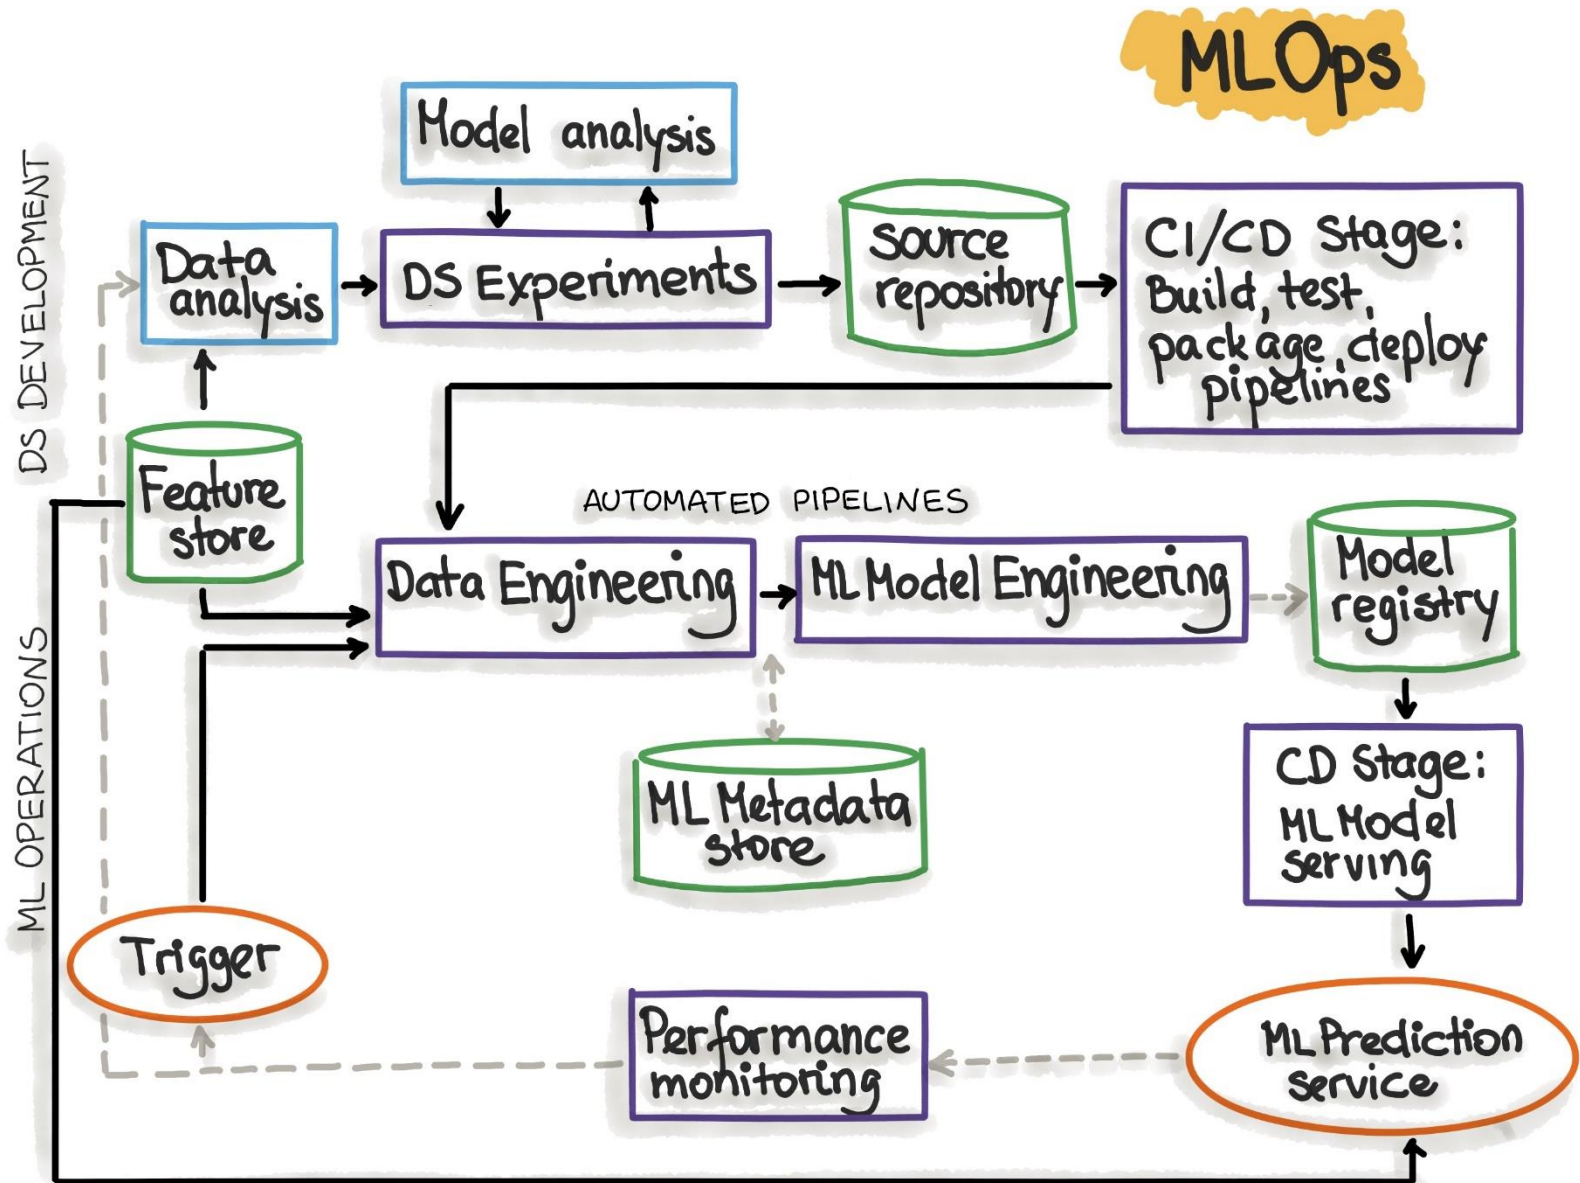 MLOps
Model analysis
DS DEVELOPMENT
Data
analysis
DS Experiments
source
repository
CI/CD Stage:
Build, test,
package, deploy
pipelines
Feature
store
AUTOMATED PIPELINES
Data Engineering
ML Model Engineering
Model
registry
ML OPERATIONS
ML Metadata
store
CD Stage:
ML Model
serving
Trigger
Performance
monitoring
ML Prediction
service